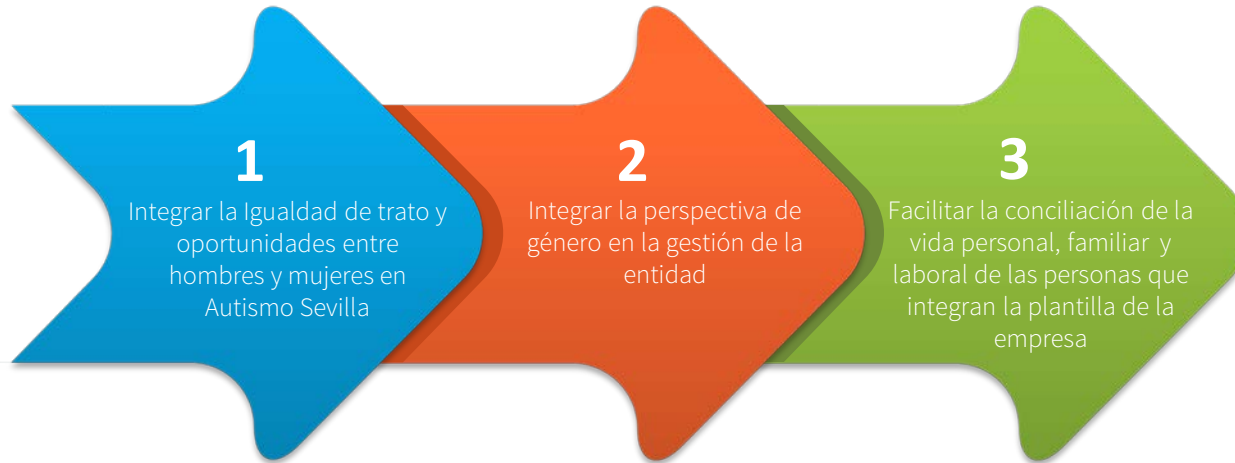 1
Integrar la Igualdad de trato y
oportunidades entre
hombres y mujeres en
Autismo Sevilla
2
Integrar la perspectiva de
género en la gestión de la
entidad
3
Facilitar la conciliación de la
vida personal, familiar y
laboral de las personas que
integran la plantilla de la
empresa